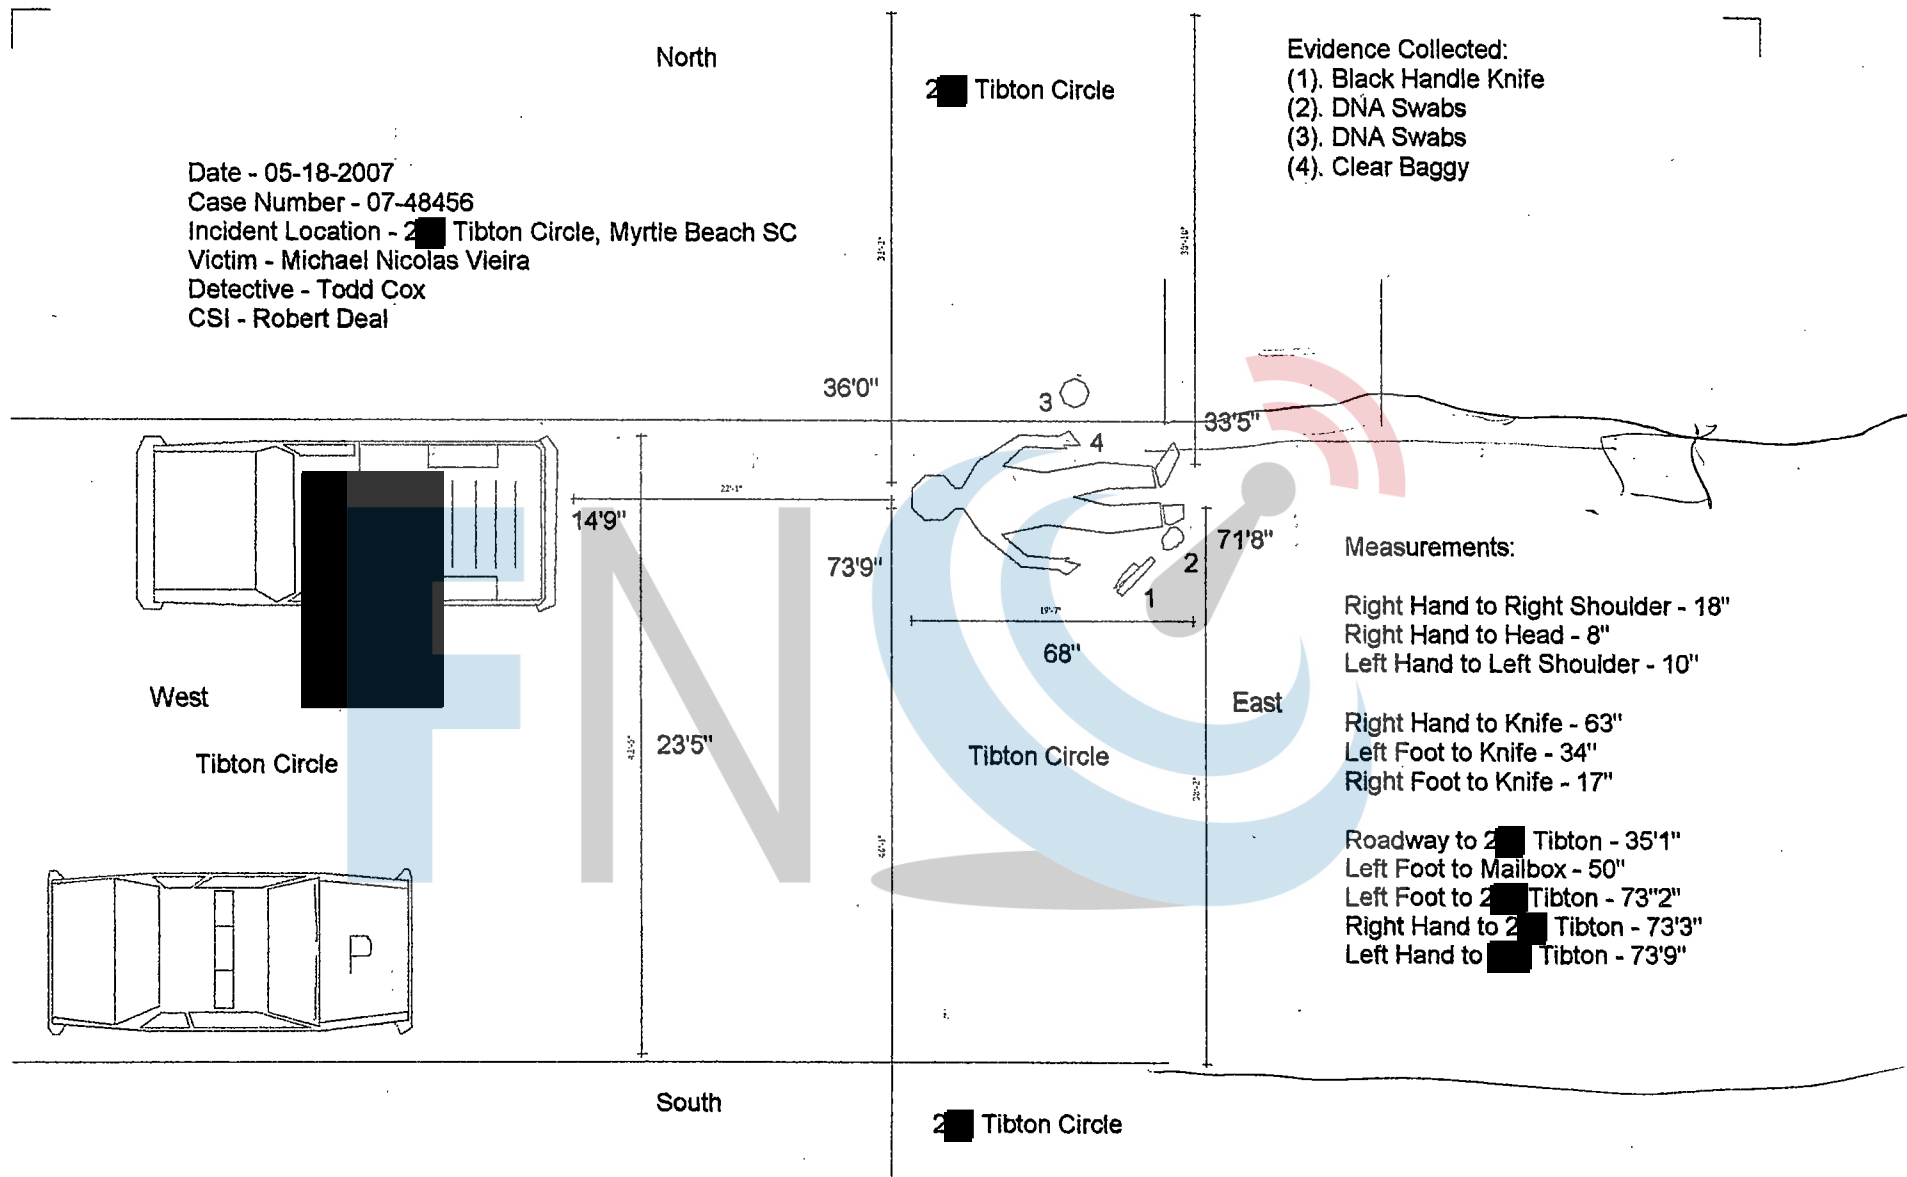 North
2 Tibton Circle
Evidence Collected:
(1). Black Handle Knife
(2). DNA Swabs
(3). DNA Swabs
(4). Clear Baggy
Date - 05-18-2007
Case Number - 07-48456
Incident Location - 2 Tibton Circle, Myrtle Beach SC
Victim - Michael Nicolas Vieira
Detective - Todd Cox
CSI - Robert Deal
36'0"
3
33'5"
4
22'-1"
14'9"
73'9"
71'8"
2
1
19'-7"
68"
FN
Measurements:
Right Hand to Right Shoulder - 18"
Right Hand to Head - 8"
Left Hand to Left Shoulder - 10"
West
East
Right Hand to Knife - 63"
Left Foot to Knife - 34"
Right Foot to Knife - 17"
23'5"
Tibton Circle
Tibton Circle
Roadway to 2 Tibton - 35'1"
Left Foot to Mailbox - 50"
Left Foot to 2 Tibton - 73"2"
Right Hand to 2 Tibton - 73'3"
Left Hand to Tibton - 73'9"
P
South
2 Tibton Circle